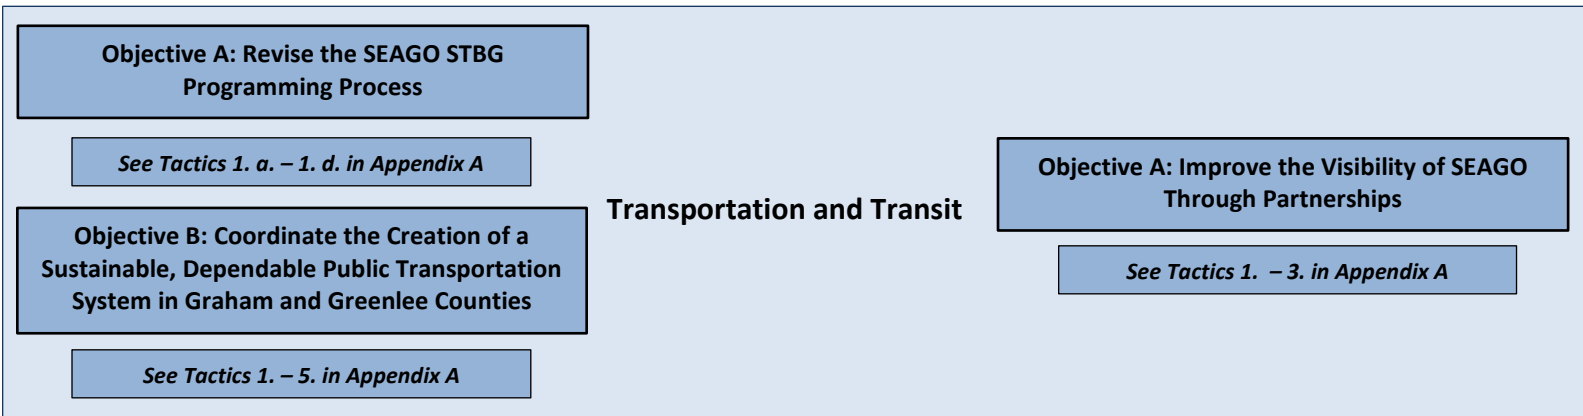 Objective A: Revise the SEAGO STBG
Programming Process
See Tactics 1. a. – 1. d. in Appendix A
Objective B: Coordinate the Creation of a
Sustainable, Dependable Public Transportation
System in Graham and Greenlee Counties
See Tactics 1. – 5. in Appendix A
Transportation and Transit
Objective A: Improve the Visibility of SEAGO
Through Partnerships
See Tactics 1. – 3. in Appendix A